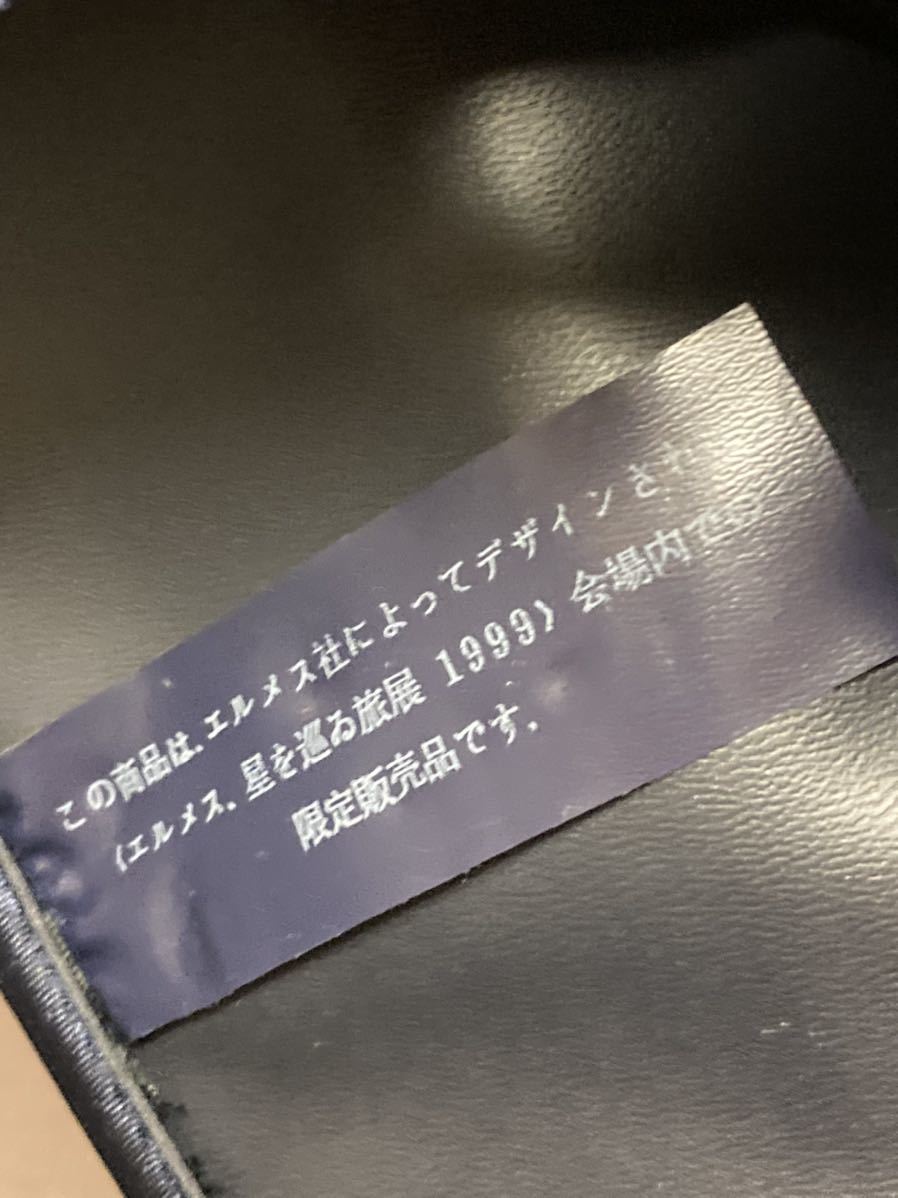 この商品は、エルメス社によってデザインされ
〈エルメス、星を巡る旅展 1999〉会場内での
限定販売品です。